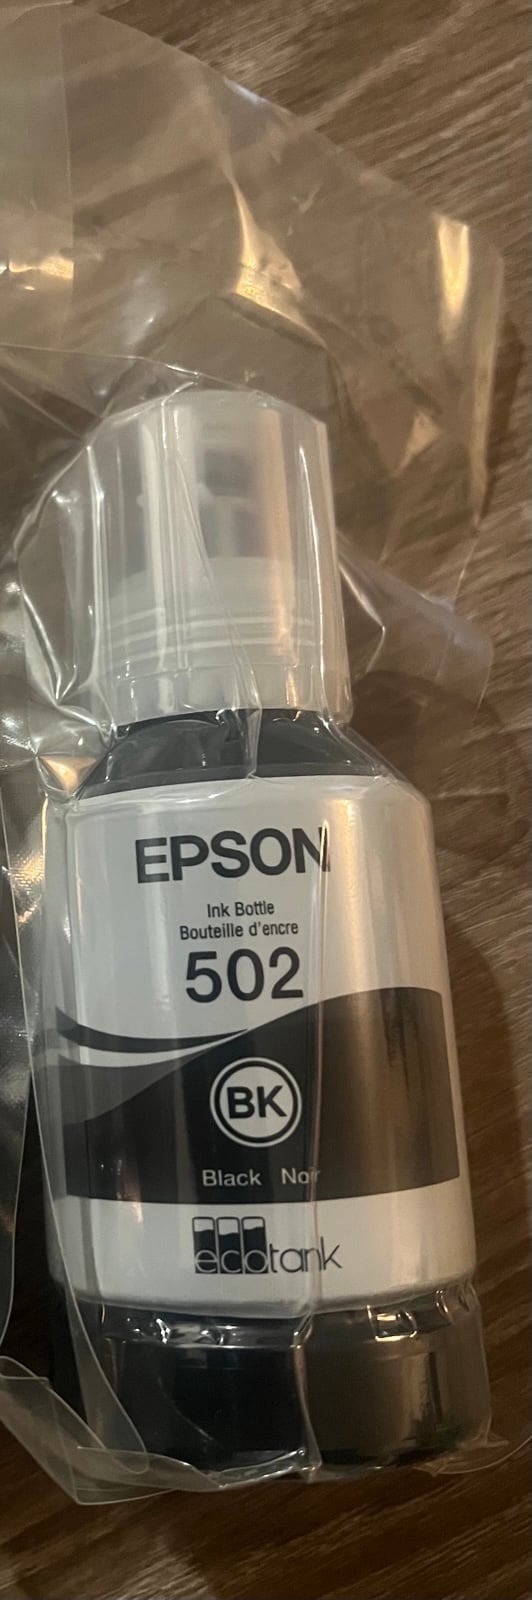 EPSON
Ink Bottle
Bouteille d'encre
502
BK
Black Noir
ecotank